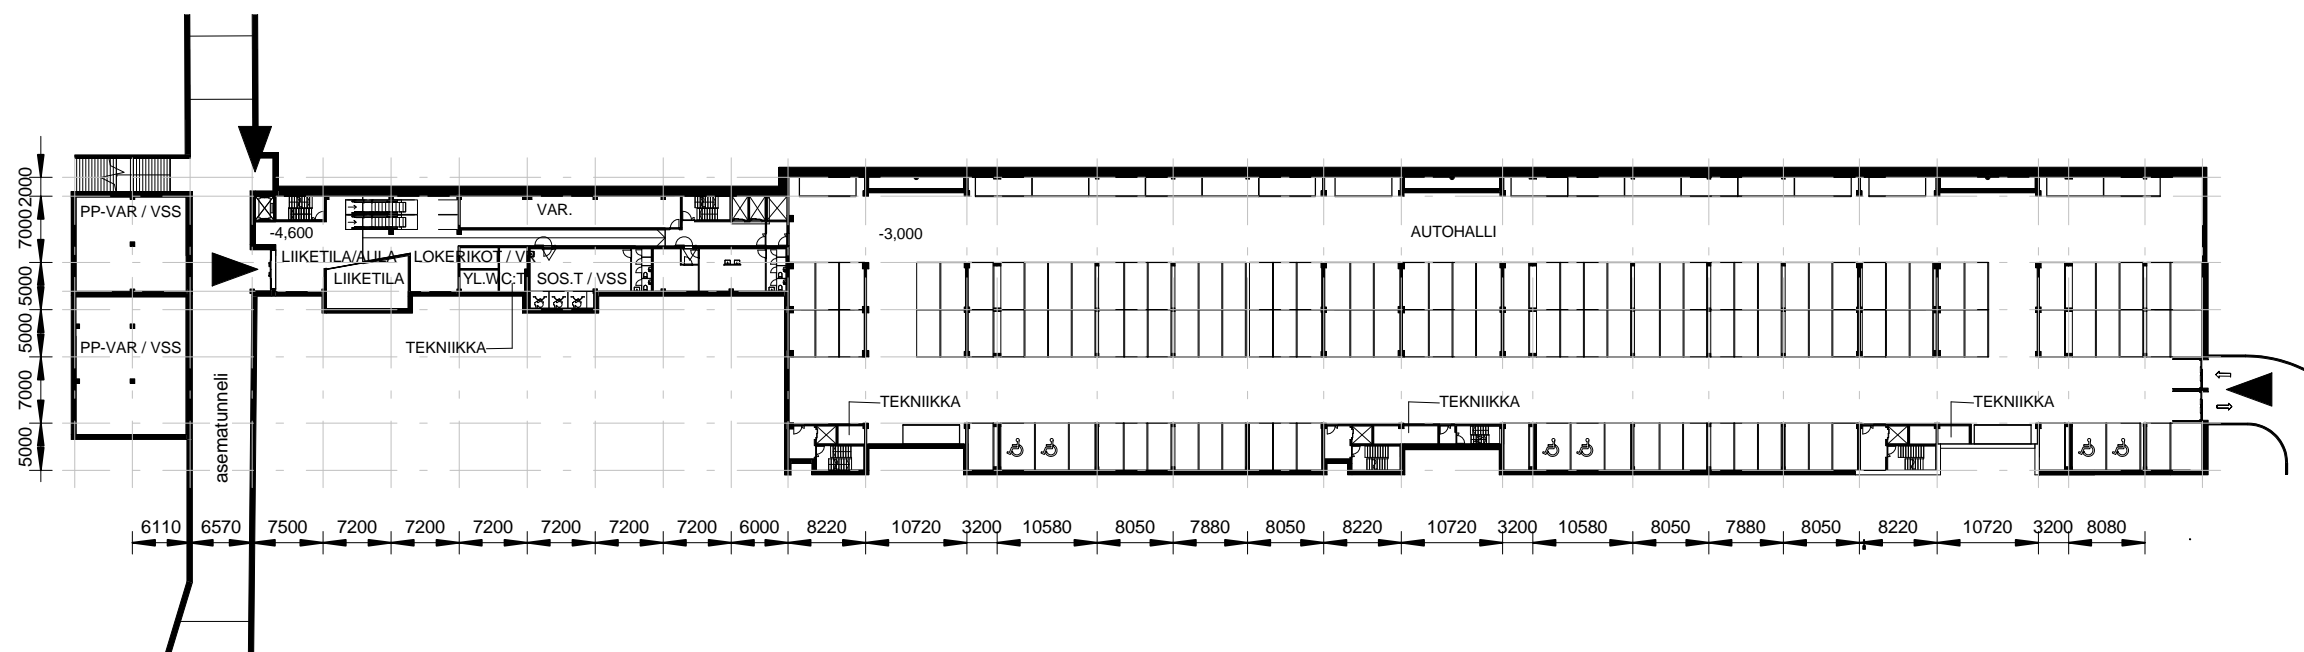 PP-VAR / VSS
VAR.
-4,600
-3,000
AUTOHALLI
LIIKETILA/AULA
LOKERIKOT / VR
LIIKETILA
YL.WC:T
SOS.T / VSS
PP-VAR / VSS
TEKNIIKKA
asematunneli
TEKNIIKKA
TEKNIIKKA
TEKNIIKKA
2000
7000
5000
5000
7000
5000
6110 6570 7500 7200 7200 7200 7200 7200 7200 6000 8220 10720 3200 10580 8050 7880 8050 8220 10720 3200 10580 8050 7880 8050 8220 10720 3200 8080